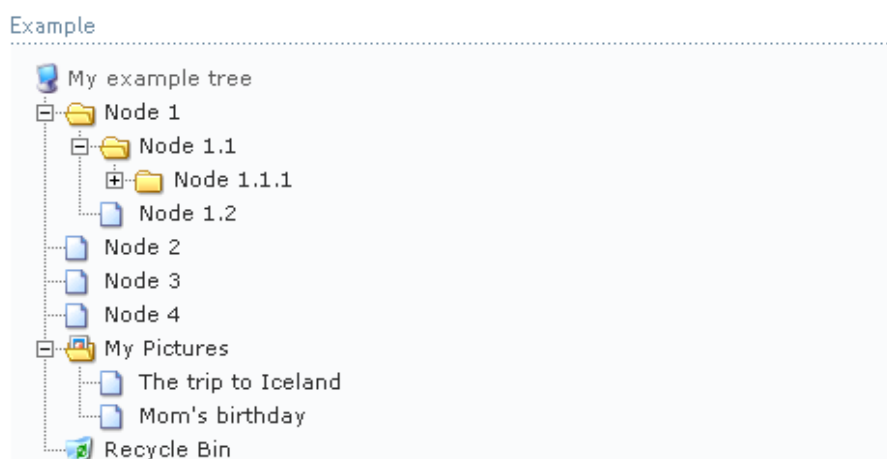 Example
My example tree
Node 1
Node 1.1
Node 1.1.1
Node 1.2
Node 2
Node 3
Node 4
My Pictures
The trip to Iceland
Mom's birthday
Recycle Bin